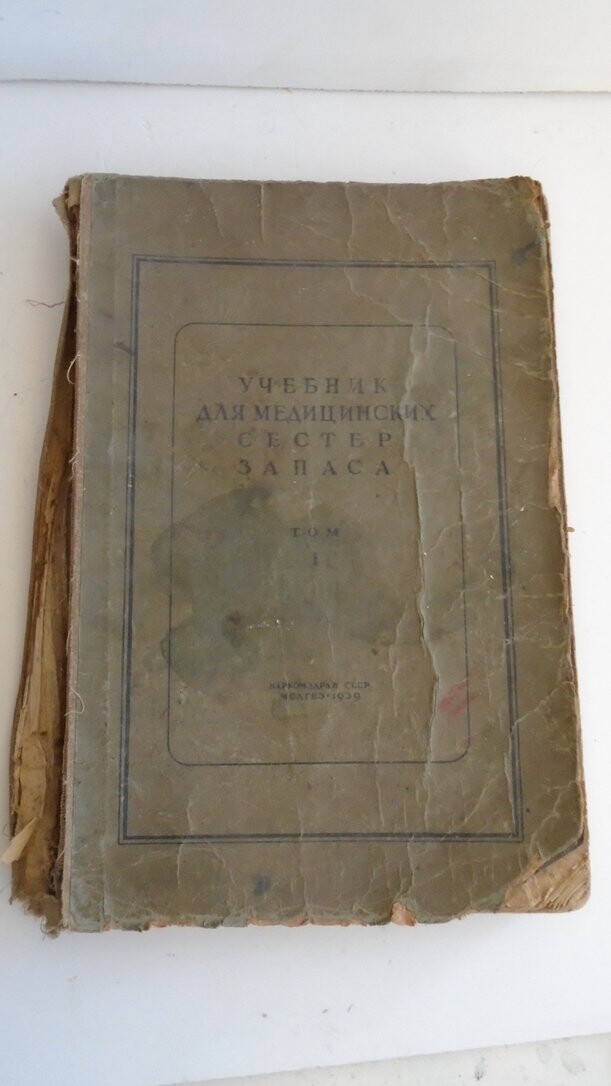 УЧЕБНИК
ДЛЯ МЕДИЦИНСКИХ
СЕСТЕР
ЗАПАСА
ТОМ
I
НАРКОМЗДРАВ СССР
МЕДГИЗ • 1939